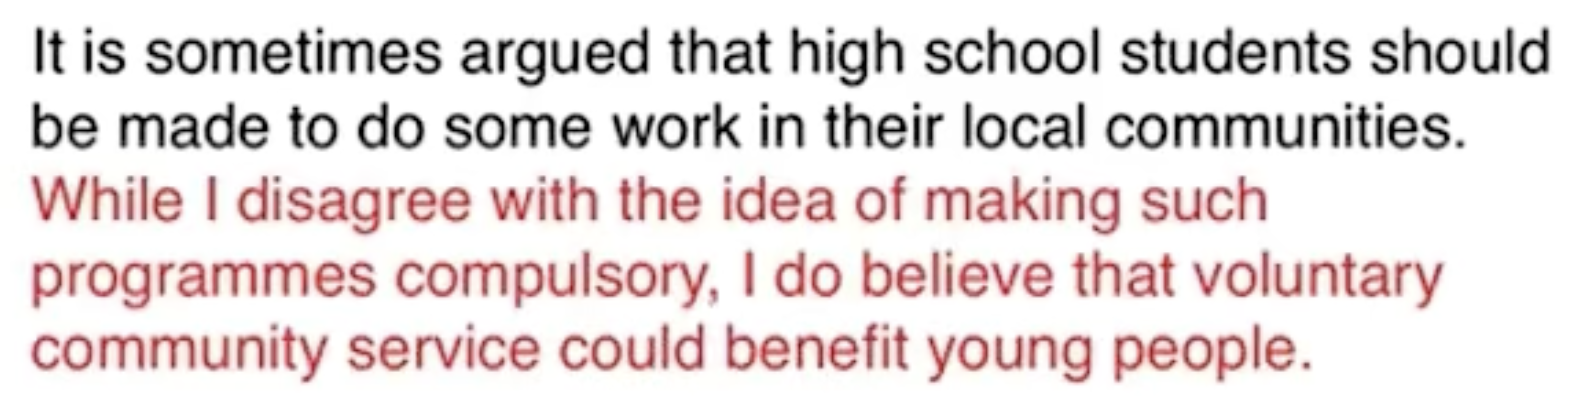 It is sometimes argued that high school students should
be made to do some work in their local communities.
While I disagree with the idea of making such
programmes compulsory, I do believe that voluntary
community service could benefit young people.